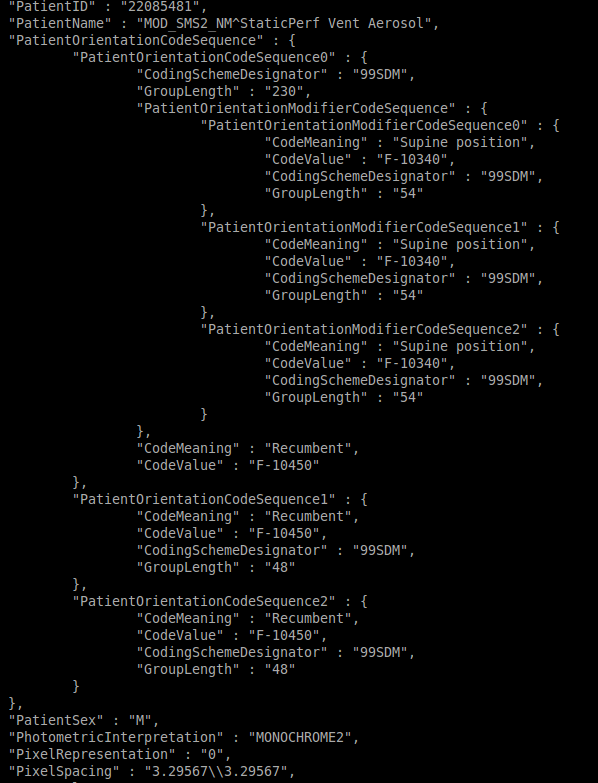 "PatientID" : "22085481",
"PatientName" : "MOD_SMS2_NM^StaticPerf Vent Aerosol",
"PatientOrientationCodeSequence" : {
"PatientOrientationCodeSequence0" : {
"CodingSchemeDesignator" : "99SDM",
"GroupLength" : "230",
"PatientOrientationModifierCodeSequence" : {
"PatientOrientationModifierCodeSequence0" : {
"CodeMeaning" : "Supine position",
"CodeValue" : "F-10340",
"CodingSchemeDesignator" : "99SDM",
"GroupLength" : "54"
},
"PatientOrientationModifierCodeSequence1" : {
"CodeMeaning" : "Supine position",
"CodeValue" : "F-10340",
"CodingSchemeDesignator" : "99SDM",
"GroupLength" : "54"
},
"PatientOrientationModifierCodeSequence2" : {
"CodeMeaning" : "Supine position",
"CodeValue" : "F-10340",
"CodingSchemeDesignator" : "99SDM",
"GroupLength" : "54"
}
},
"CodeMeaning" : "Recumbent",
"CodeValue" : "F-10450"
},
"PatientOrientationCodeSequence1" : {
"CodeMeaning" : "Recumbent",
"CodeValue" : "F-10450",
"CodingSchemeDesignator" : "99SDM",
"GroupLength" : "48"
},
"PatientOrientationCodeSequence2" : {
"CodeMeaning" : "Recumbent",
"CodeValue" : "F-10450",
"CodingSchemeDesignator" : "99SDM",
"GroupLength" : "48"
}
},
"PatientSex" : "M",
"PhotometricInterpretation" : "MONOCHROME2",
"PixelRepresentation" : "0",
"PixelSpacing" : "3.29567\\3.29567",